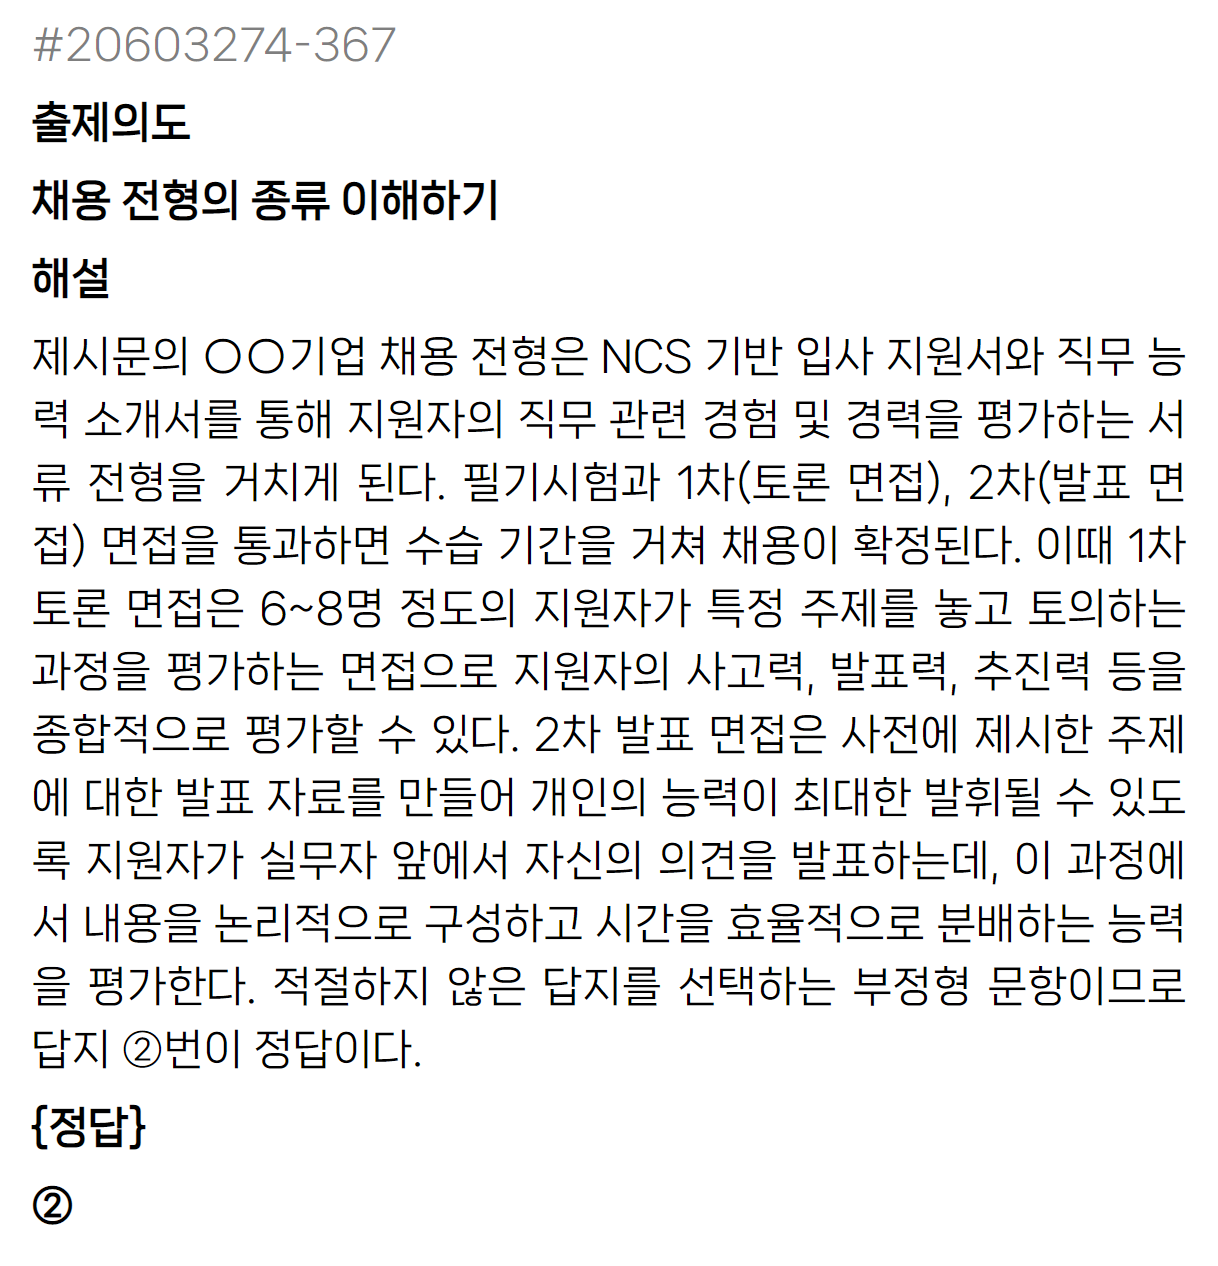 #20603274-367
출제의도
채용 전형의 종류 이해하기
해설
제시문의 〇〇기업 채용 전형은 NCS 기반 입사 지원서와 직무 능
력 소개서를 통해 지원자의 직무 관련 경험 및 경력을 평가하는 서
류 전형을 거치게 된다. 필기시험과 1차(토론 면접), 2차(발표 면
접) 면접을 통과하면 수습 기간을 거쳐 채용이 확정된다. 이때 1차
토론 면접은 6~8명 정도의 지원자가 특정 주제를 놓고 토의하는
과정을 평가하는 면접으로 지원자의 사고력, 발표력, 추진력 등을
종합적으로 평가할 수 있다. 2차 발표 면접은 사전에 제시한 주제
에 대한 발표 자료를 만들어 개인의 능력이 최대한 발휘될 수 있도
록 지원자가 실무자 앞에서 자신의 의견을 발표하는데, 이 과정에
서 내용을 논리적으로 구성하고 시간을 효율적으로 분배하는 능력
을 평가한다. 적절하지 않은 답지를 선택하는 부정형 문항이므로
답지 ②번이 정답이다.
{정답}
②